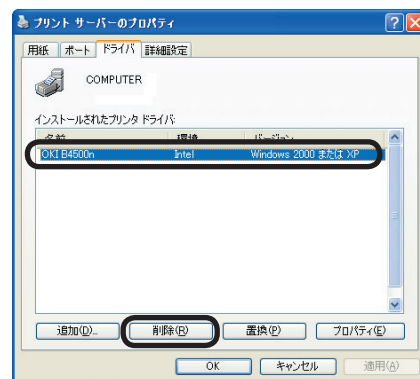 プリント サーバーのプロパティ
用紙 ポート ドライバ 詳細設定
COMPUTER
インストールされたプリンタ ドライバ:
名前 環境 バージョン
OKI B4500n Intel Windows 2000 または XP
追加(D)... 削除(R) 置換(P) プロパティ(E)
OK キャンセル 適用(A)